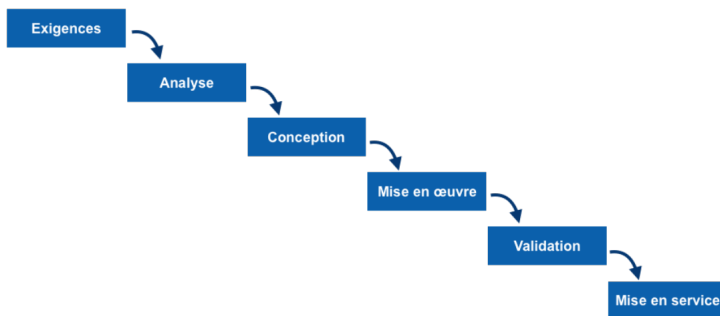 Exigences
Analyse
Conception
Mise en œuvre
Validation
Mise en service